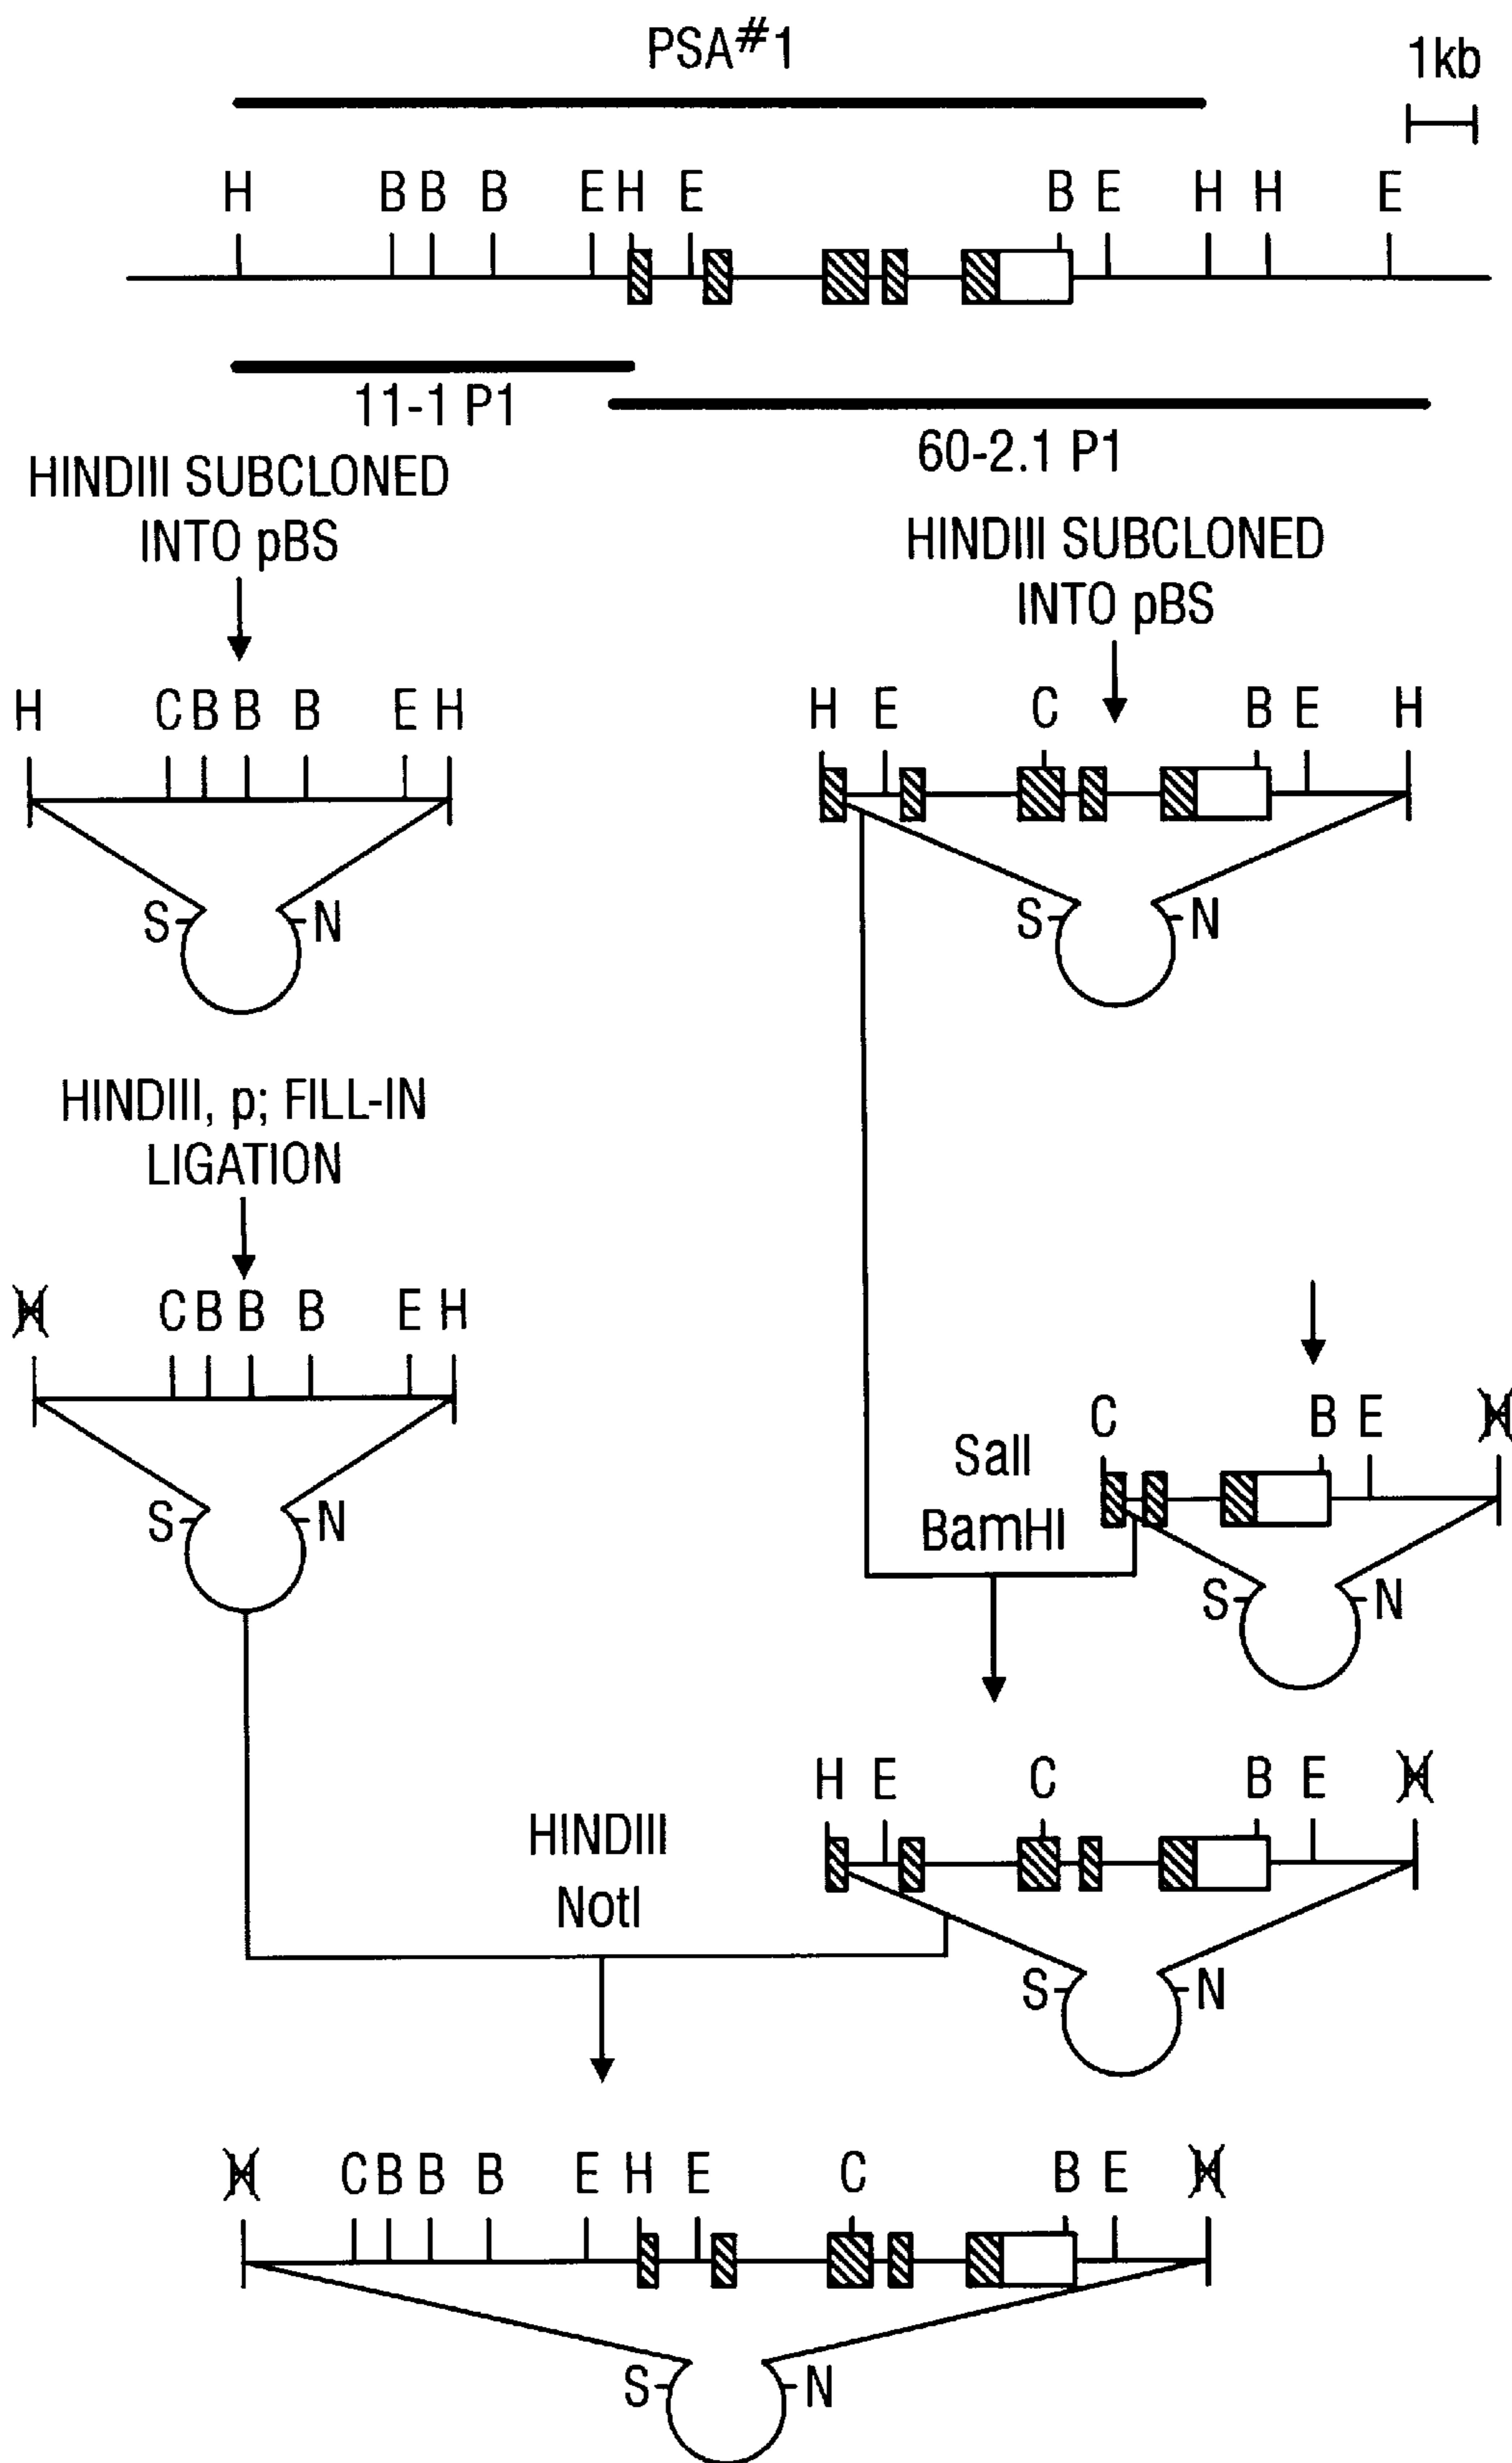 PSA#1
1kb
H B B B E H E B E H H E
11-1 P1
60-2.1 P1
HINDIII SUBCLONED
INTO pBS
HINDIII SUBCLONED
INTO pBS
H C B B B E H
H E C B E H
S N
S N
HINDIII, p; FILL-IN
LIGATION
H C B B B E H
C B E H
SalI
BamHI
S N
S N
H E C B E H
HINDIII
NotI
S N
H C B B B E H E C B E H
S N